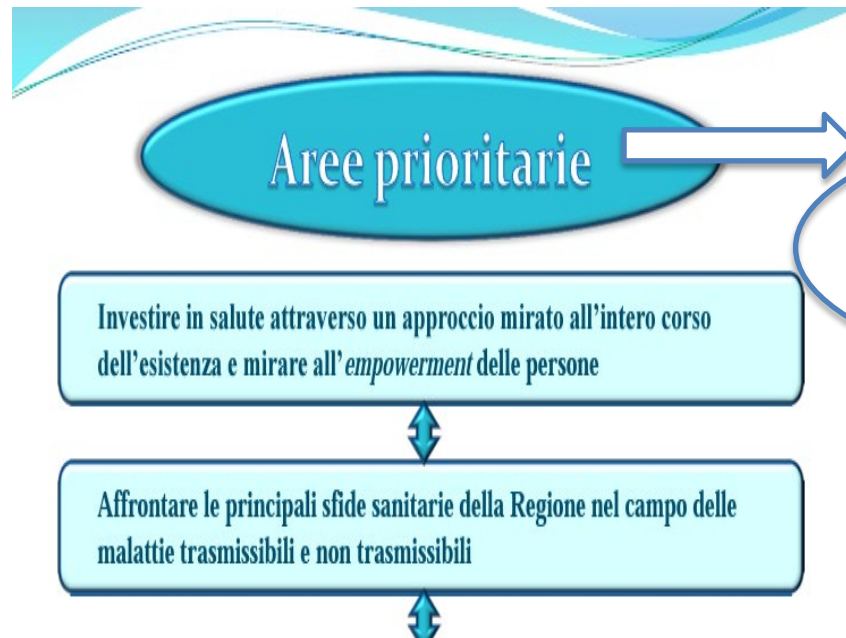 Aree prioritarie
Investire in salute attraverso un approccio mirato all'intero corso
dell'esistenza e mirare all'empowerment delle persone
Affrontare le principali sfide sanitarie della Regione nel campo delle
malattie trasmissibili e non trasmissibili